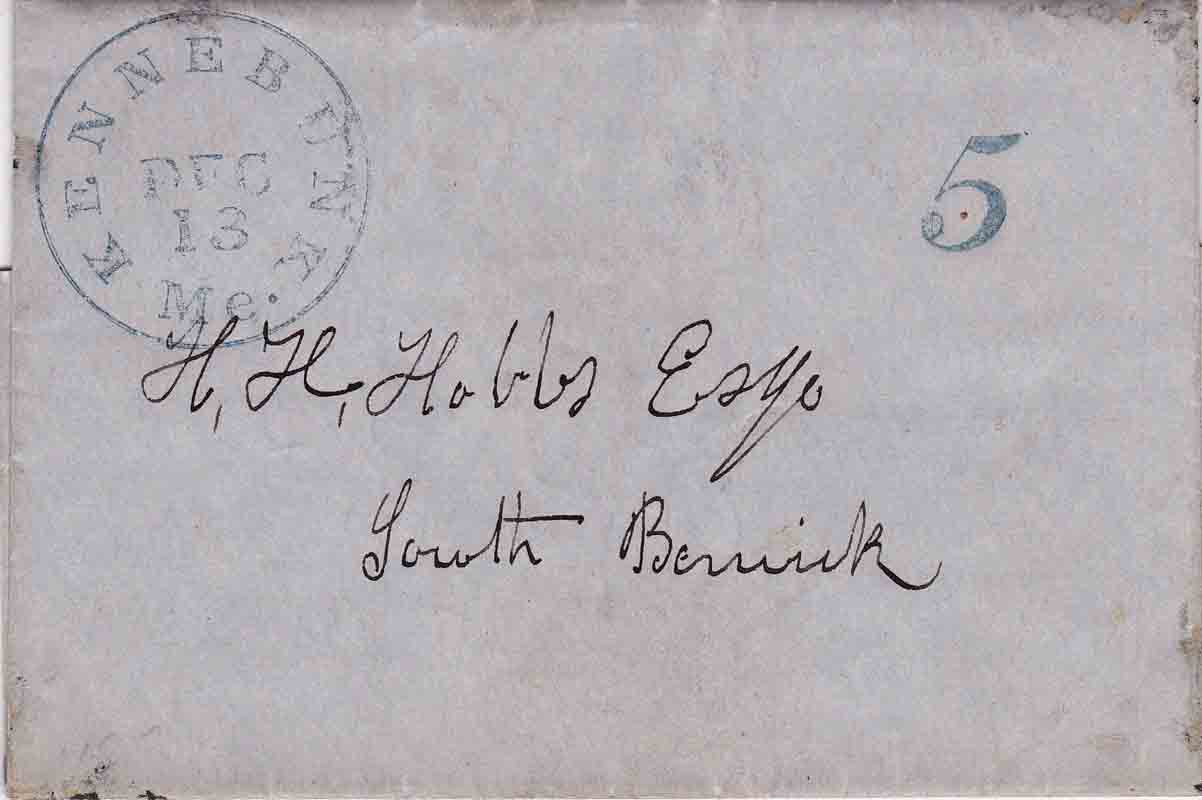 KENNEBUNK
DEC
13
Me.
5
H. H. Hobbs Esqr
South Berwick